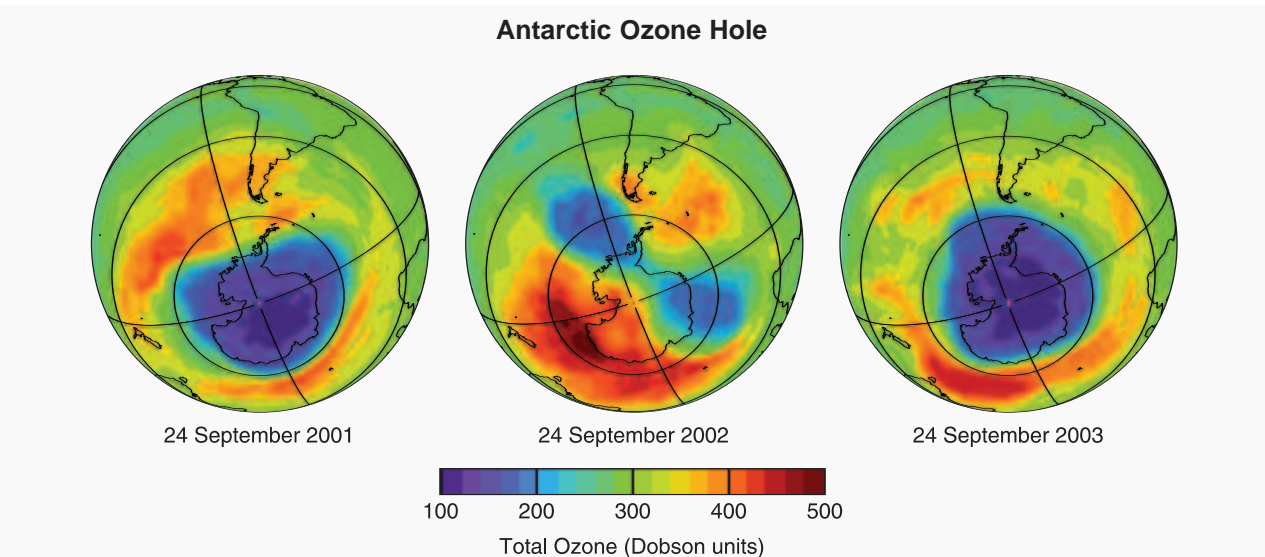 Antarctic Ozone Hole
24 September 2001
24 September 2002
24 September 2003
100 200 300 400 500
Total Ozone (Dobson units)